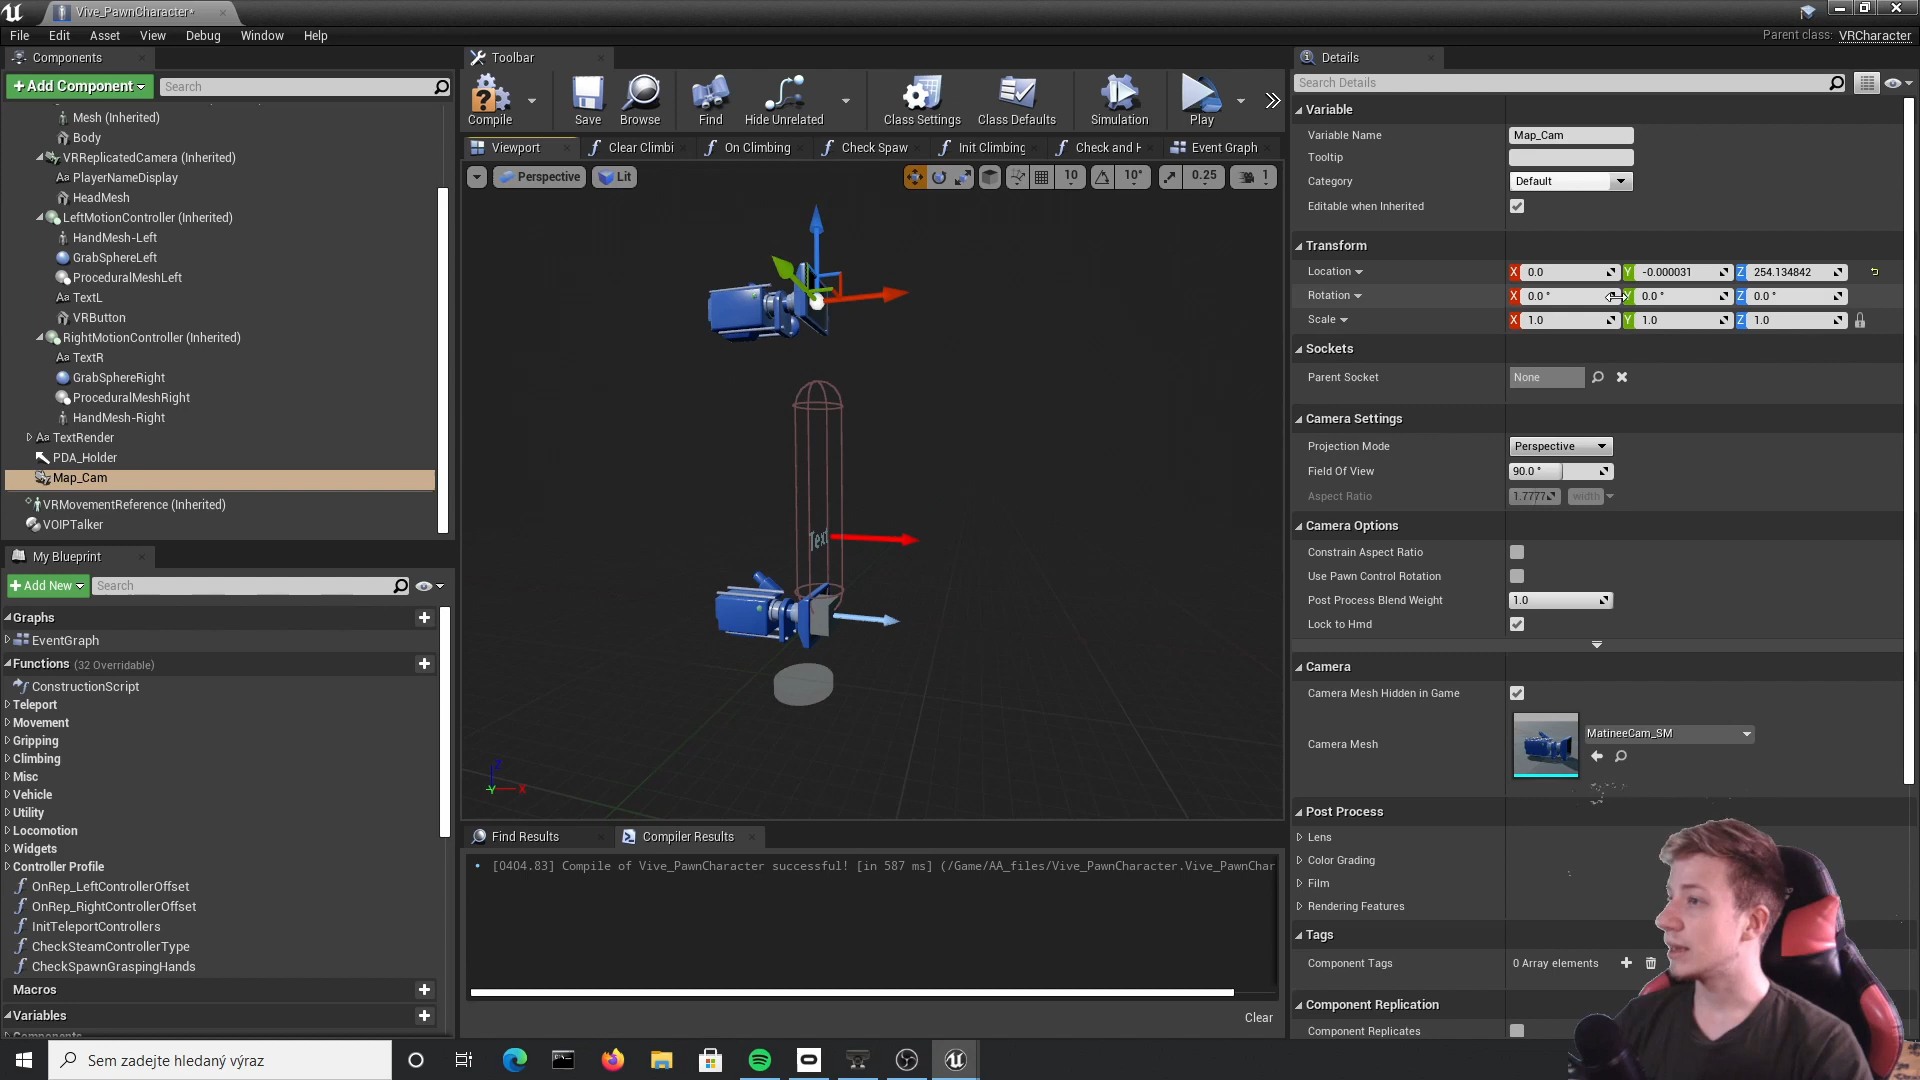 Vive_PawnCharacter*
File Edit Asset View Debug Window Help
Parent class: VRCharacter
Components
+ Add Component
Search
Mesh (Inherited)
Body
VRReplicatedCamera (Inherited)
PlayerNameDisplay
HeadMesh
LeftMotionController (Inherited)
HandMesh-Left
GrabSphereLeft
ProceduralMeshLeft
TextL
VRButton
RightMotionController (Inherited)
TextR
GrabSphereRight
ProceduralMeshRight
HandMesh-Right
TextRender
PDA_Holder
Map_Cam
VRMovementReference (Inherited)
VOIPTalker
My Blueprint
+ Add New
Search
Graphs
EventGraph
Functions (32 Overridable)
ConstructionScript
Teleport
Movement
Gripping
Climbing
Misc
Vehicle
Utility
Locomotion
Widgets
Controller Profile
OnRep_LeftControllerOffset
OnRep_RightControllerOffset
InitTeleportControllers
CheckSteamControllerType
CheckSpawnGraspingHands
Macros
Variables
Toolbar
Compile Save Browse Find Hide Unrelated Class Settings Class Defaults Simulation Play
Viewport Clear Climbi On Climbing Check Spaw Init Climbing Check and H Event Graph
Perspective Lit 10 10° 0.25 1
Text
Z
Y X
Find Results Compiler Results
[0404.83] Compile of Vive_PawnCharacter successful! [in 587 ms] (/Game/AA_files/Vive_PawnCharacter.Vive_PawnChar
Clear
Details
Search Details
Variable
Variable Name Map_Cam
Tooltip
Category Default
Editable when Inherited
Transform
Location X 0.0 Y -0.000031 Z 254.134842
Rotation X 0.0 ° Y 0.0 ° Z 0.0 °
Scale X 1.0 Y 1.0 Z 1.0
Sockets
Parent Socket None
Camera Settings
Projection Mode Perspective
Field Of View 90.0 °
Aspect Ratio 1.7777 width
Camera Options
Constrain Aspect Ratio
Use Pawn Control Rotation
Post Process Blend Weight 1.0
Lock to Hmd
Camera
Camera Mesh Hidden in Game
Camera Mesh MatineeCam_SM
Post Process
Lens
Color Grading
Film
Rendering Features
Tags
Component Tags 0 Array elements
Component Replication
Component Replicates
Sem zadejte hledaný výraz